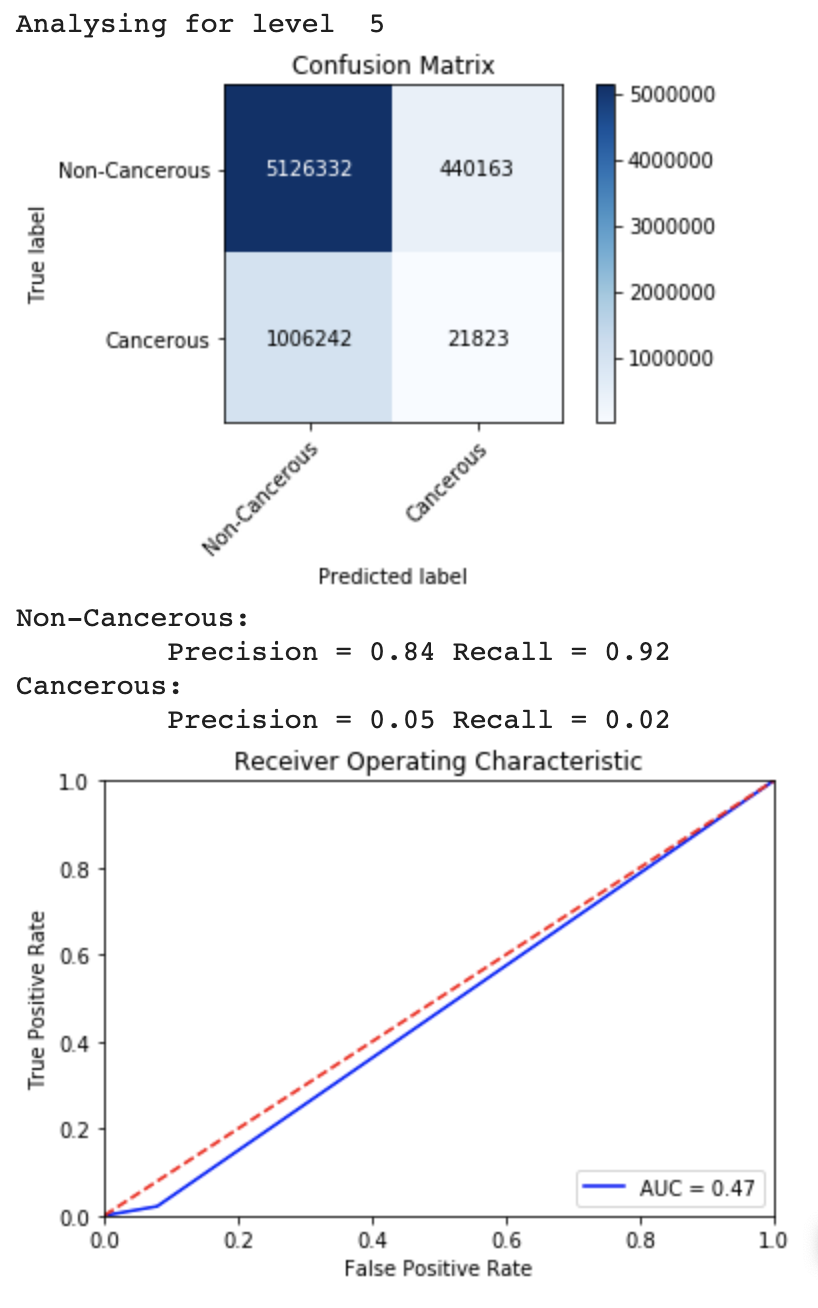 Analysing for level 5
Confusion Matrix
5000000
Non-Cancerous
5126332 440163
4000000
3000000
True label
2000000
Cancerous
1006242 21823
1000000
Non-Cancerous
Cancerous
Predicted label
Non-Cancerous:
Precision = 0.84 Recall = 0.92
Cancerous:
Precision = 0.05 Recall = 0.02
Receiver Operating Characteristic
1.0
0.8
0.6
True Positive Rate
0.4
0.2
AUC = 0.47
0.0
0.0 0.2 0.4 0.6 0.8 1.0
False Positive Rate